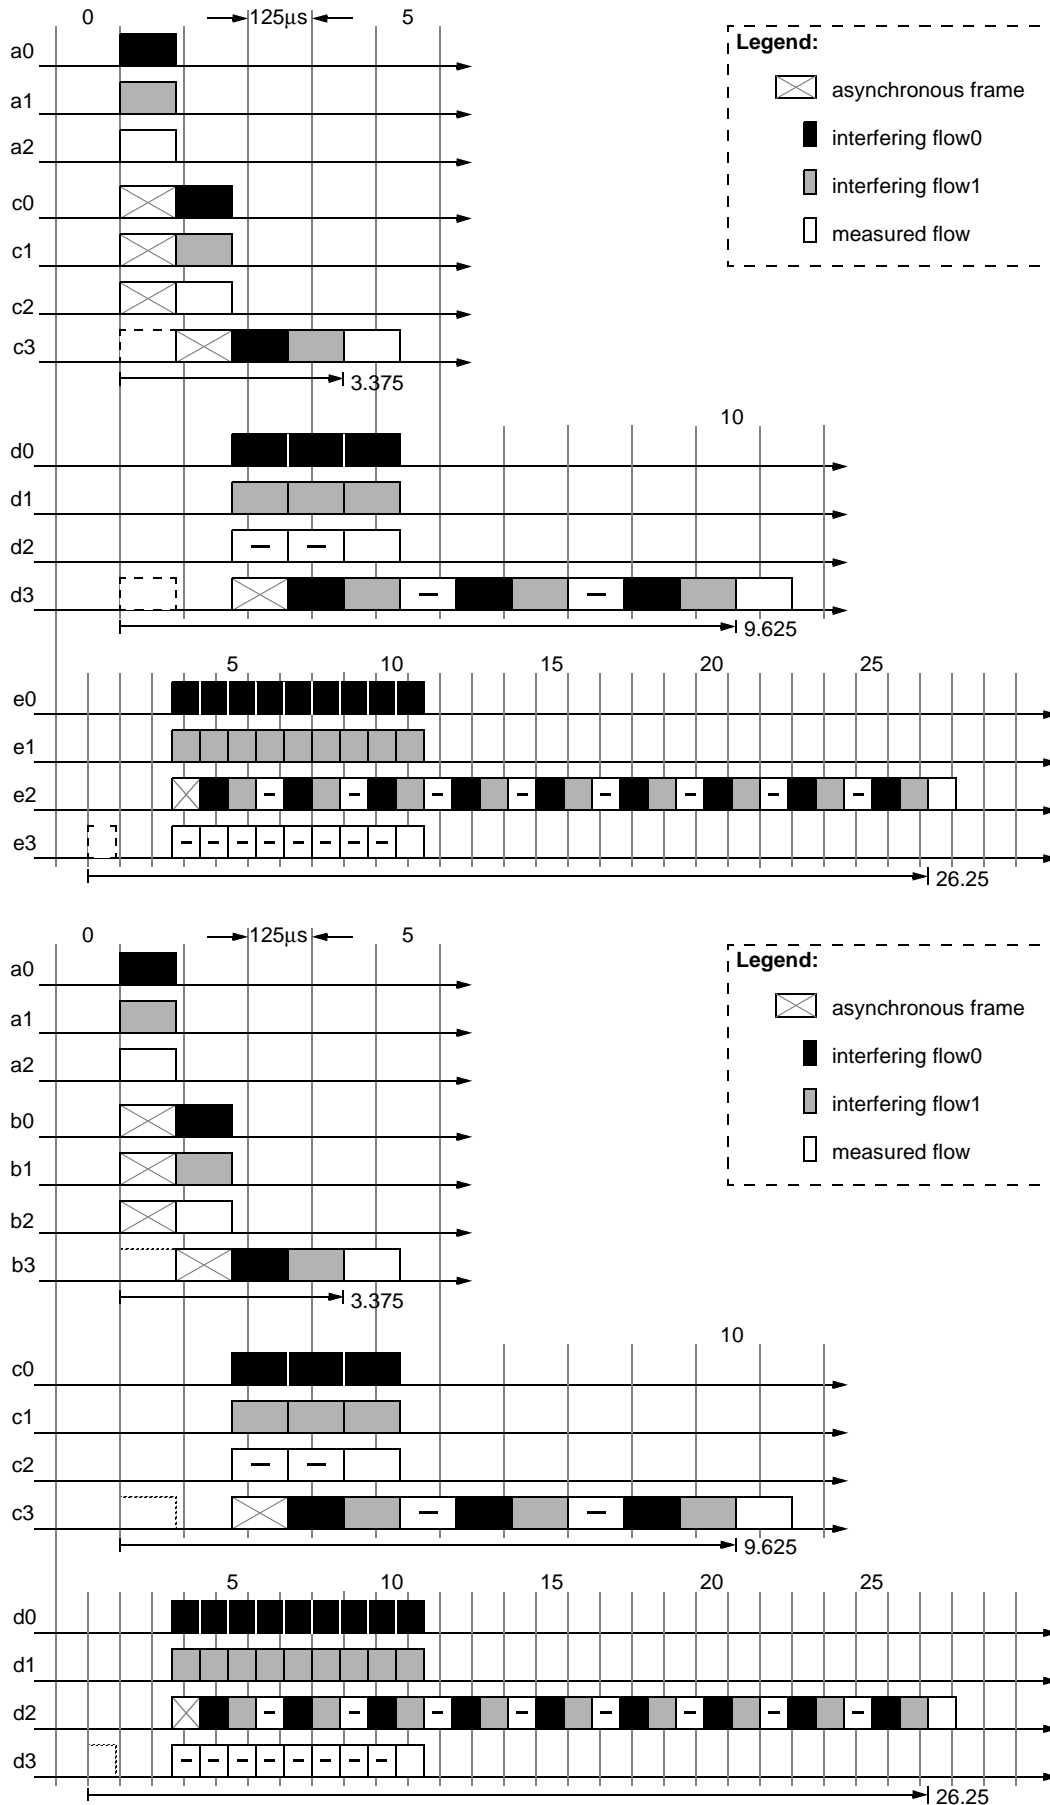 0
125μs
5
a0
a1
a2
c0
c1
c2
c3
3.375
Legend:
asynchronous frame
interfering flow0
interfering flow1
measured flow
10
d0
d1
d2
d3
9.625
5
10
15
20
25
e0
e1
e2
e3
26.25
0
125μs
5
a0
a1
a2
b0
b1
b2
b3
3.375
Legend:
asynchronous frame
interfering flow0
interfering flow1
measured flow
10
c0
c1
c2
c3
9.625
5
10
15
20
25
d0
d1
d2
d3
26.25